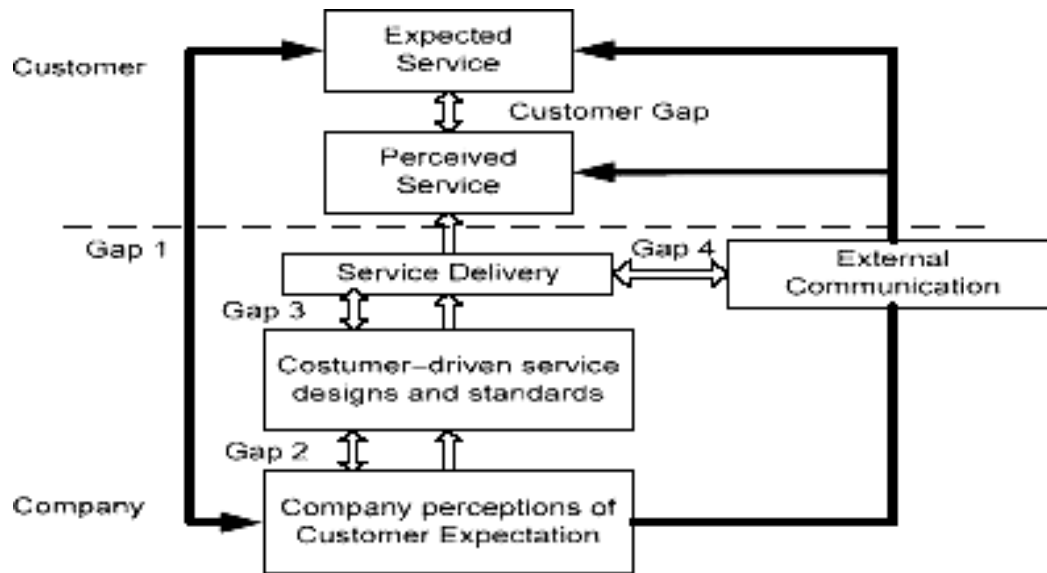 Expected
Service
Customer
Customer Gap
Perceived
Service
Gap 1
Gap 4
External
Communication
Service Delivery
Gap 3
Costumer-driven service
designs and standards
Gap 2
Company
Company perceptions of
Customer Expectation